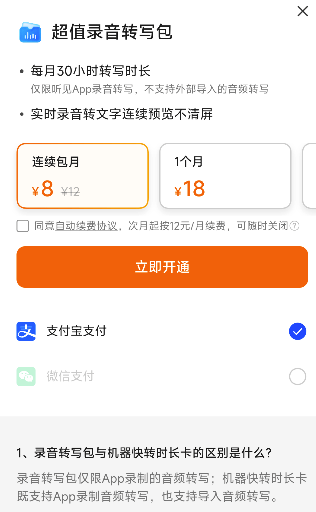 超值录音转写包
• 每月30小时转写时长
仅限听见App录音转写，不支持外部导入的音频转写
• 实时录音转文字连续预览不清屏
连续包月
1个月
¥8 ¥12
¥18
同意自动续费协议，次月起按12元/月续费，可随时关闭?
立即开通
支付宝支付
微信支付
1、录音转写包与机器快转时长卡的区别是什么？
录音转写包仅限App录制的音频转写；机器快转时长卡
既支持App录制音频转写，也支持导入音频转写。